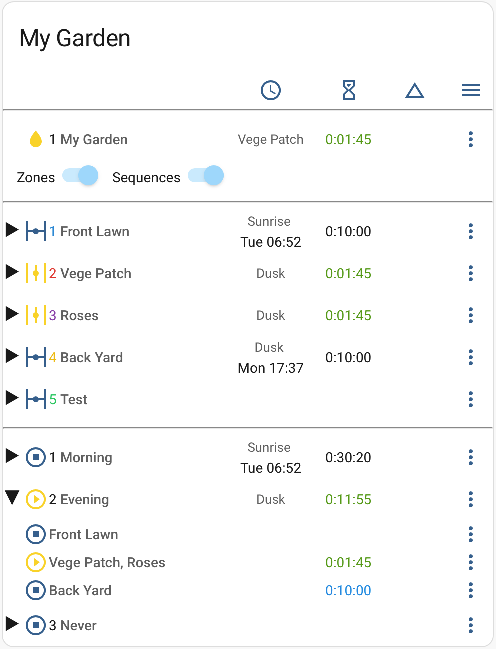 My Garden
1 My Garden Vege Patch 0:01:45
Zones Sequences
1 Front Lawn Sunrise 0:10:00
Tue 06:52
2 Vege Patch Dusk 0:01:45
3 Roses Dusk 0:01:45
4 Back Yard Dusk 0:10:00
Mon 17:37
5 Test
1 Morning Sunrise 0:30:20
Tue 06:52
2 Evening Dusk 0:11:55
Front Lawn
Vege Patch, Roses 0:01:45
Back Yard 0:10:00
3 Never